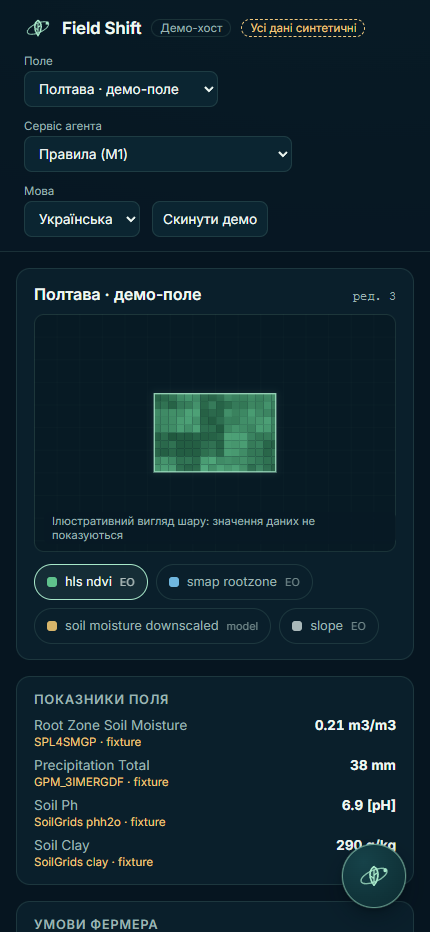 Field Shift Демо-хост Усі дані синтетичні
Поле
Полтава · демо-поле
Сервіс агента
Правила (M1)
Мова
Українська Скинути демо
Полтава · демо-поле ред. 3
Ілюстративний вигляд шару: значення даних не
показуються
hls ndvi EO smap rootzone EO
soil moisture downscaled model slope EO
ПОКАЗНИКИ ПОЛЯ
Root Zone Soil Moisture 0.21 m3/m3
SPL4SMGP · fixture
Precipitation Total 38 mm
GPM_3IMERGDF · fixture
Soil Ph 6.9 [pH]
SoilGrids phh2o · fixture
Soil Clay 290 g/kg
SoilGrids clay · fixture
УМОВИ ФЕРМЕРА